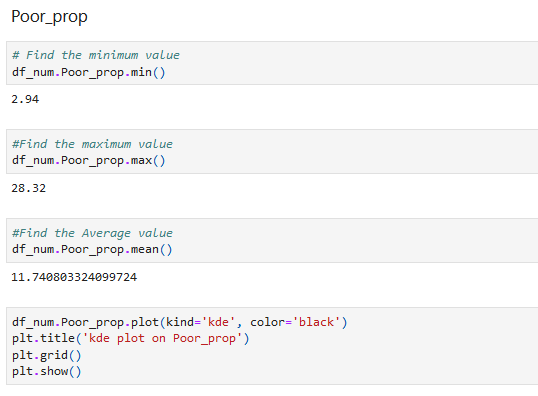 Poor_prop
# Find the minimum value
df_num.Poor_prop.min()
2.94
#Find the maximum value
df_num.Poor_prop.max()
28.32
#Find the Average value
df_num.Poor_prop.mean()
11.740803324099724
df_num.Poor_prop.plot(kind='kde', color='black')
plt.title('kde plot on Poor_prop')
plt.grid()
plt.show()